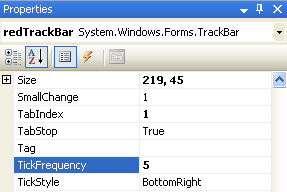 Properties
redTrackBar System.Windows.Forms.TrackBar
Size 219, 45
SmallChange 1
TabIndex 1
TabStop True
Tag
TickFrequency 5
TickStyle BottomRight